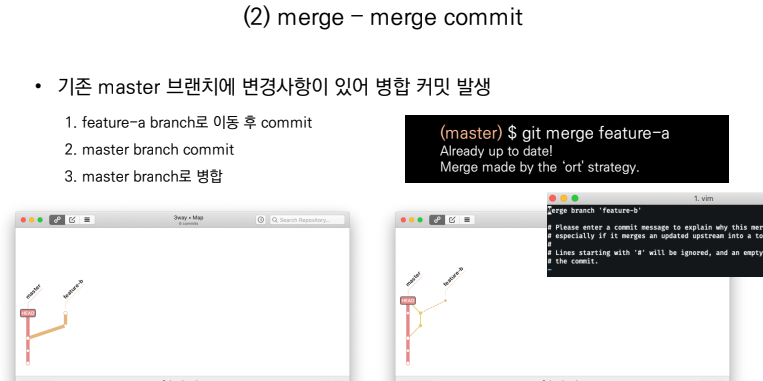 (2) merge – merge commit
• 기존 master 브랜치에 변경사항이 있어 병합 커밋 발생
1. feature-a branch로 이동 후 commit
2. master branch commit
3. master branch로 병합
(master) $ git merge feature-a
Already up to date!
Merge made by the 'ort' strategy.
1. vim
Merge branch 'feature-b'
# Please enter a commit message to explain why this mer
# especially if it merges an updated upstream into a to
#
# Lines starting with '#' will be ignored, and an empty
# the commit.
~
3way • Map
6 commits
Search Repository...
master
feature-b
HEAD
master
feature-b
HEAD